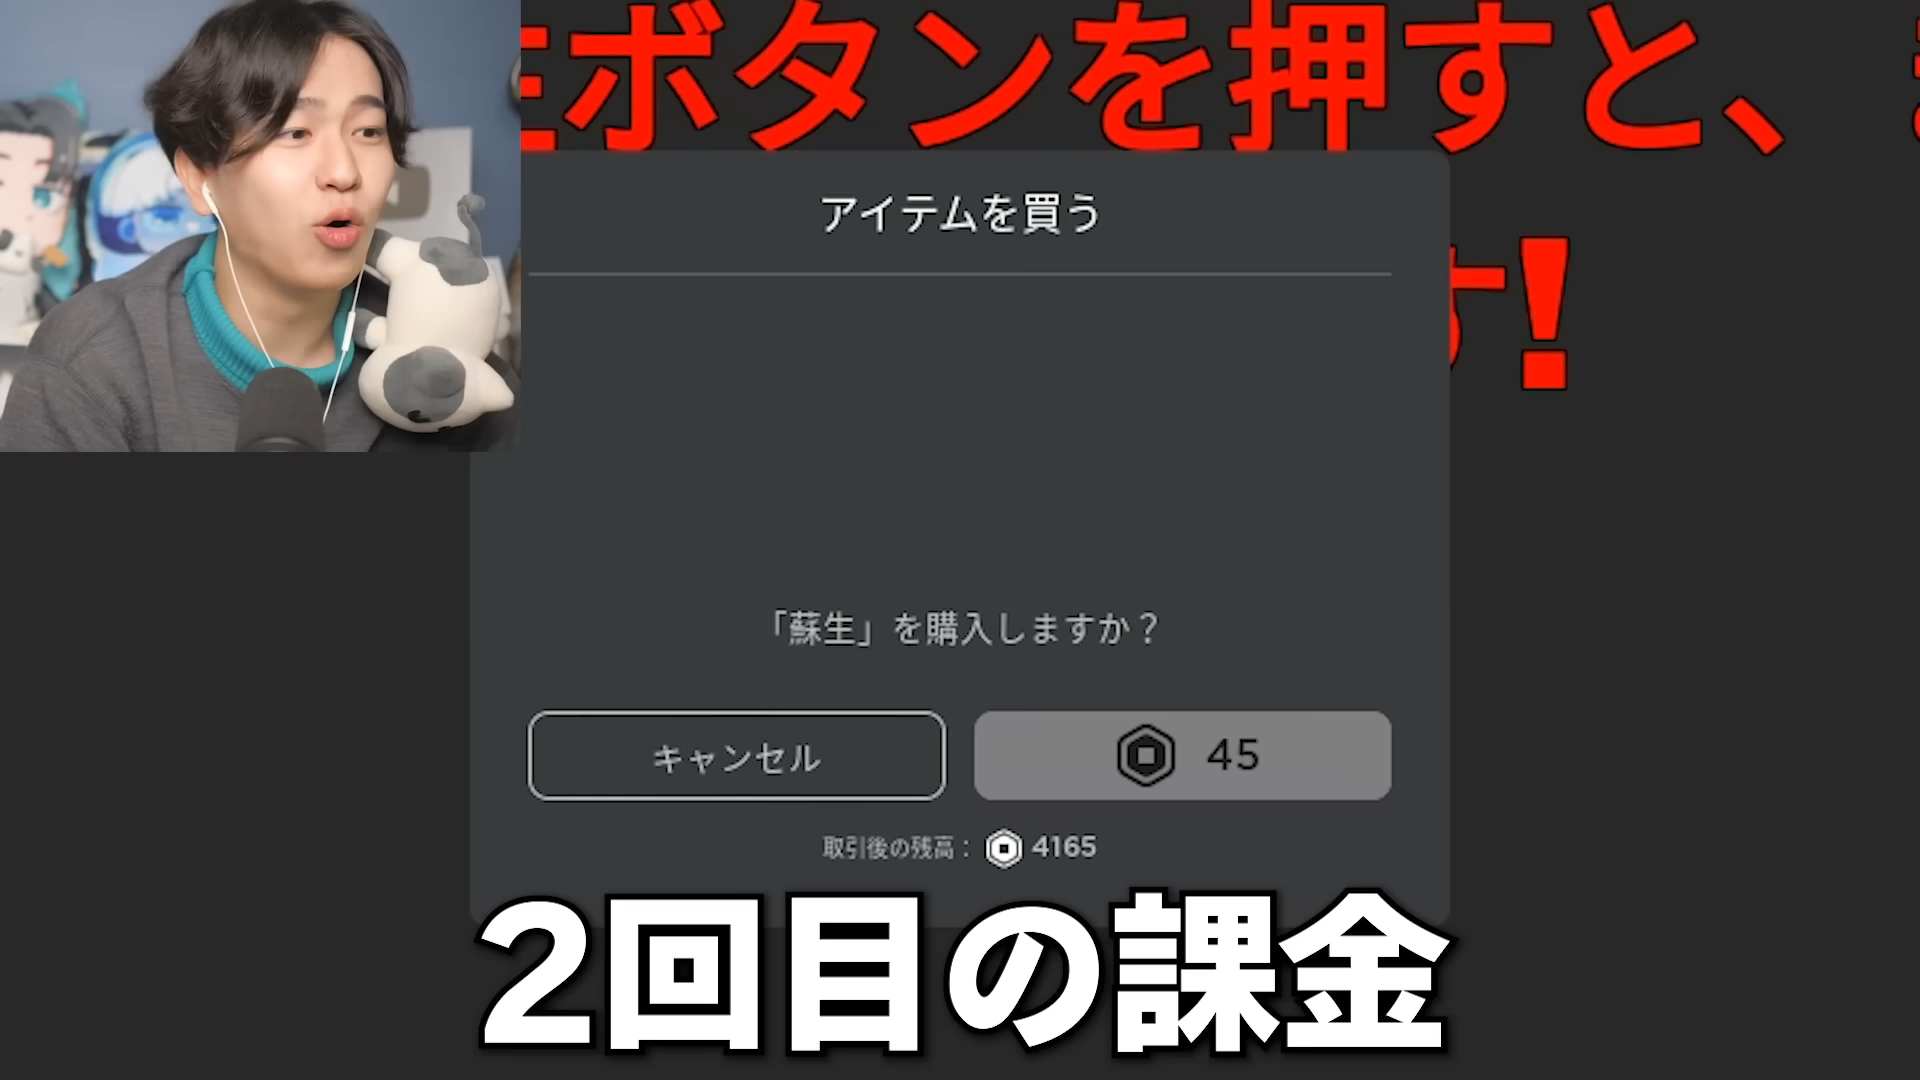 ボタンを押すと、
す!
アイテムを買う
「蘇生」を購入しますか？
キャンセル
45
取引後の残高： 4165
2回目の課金